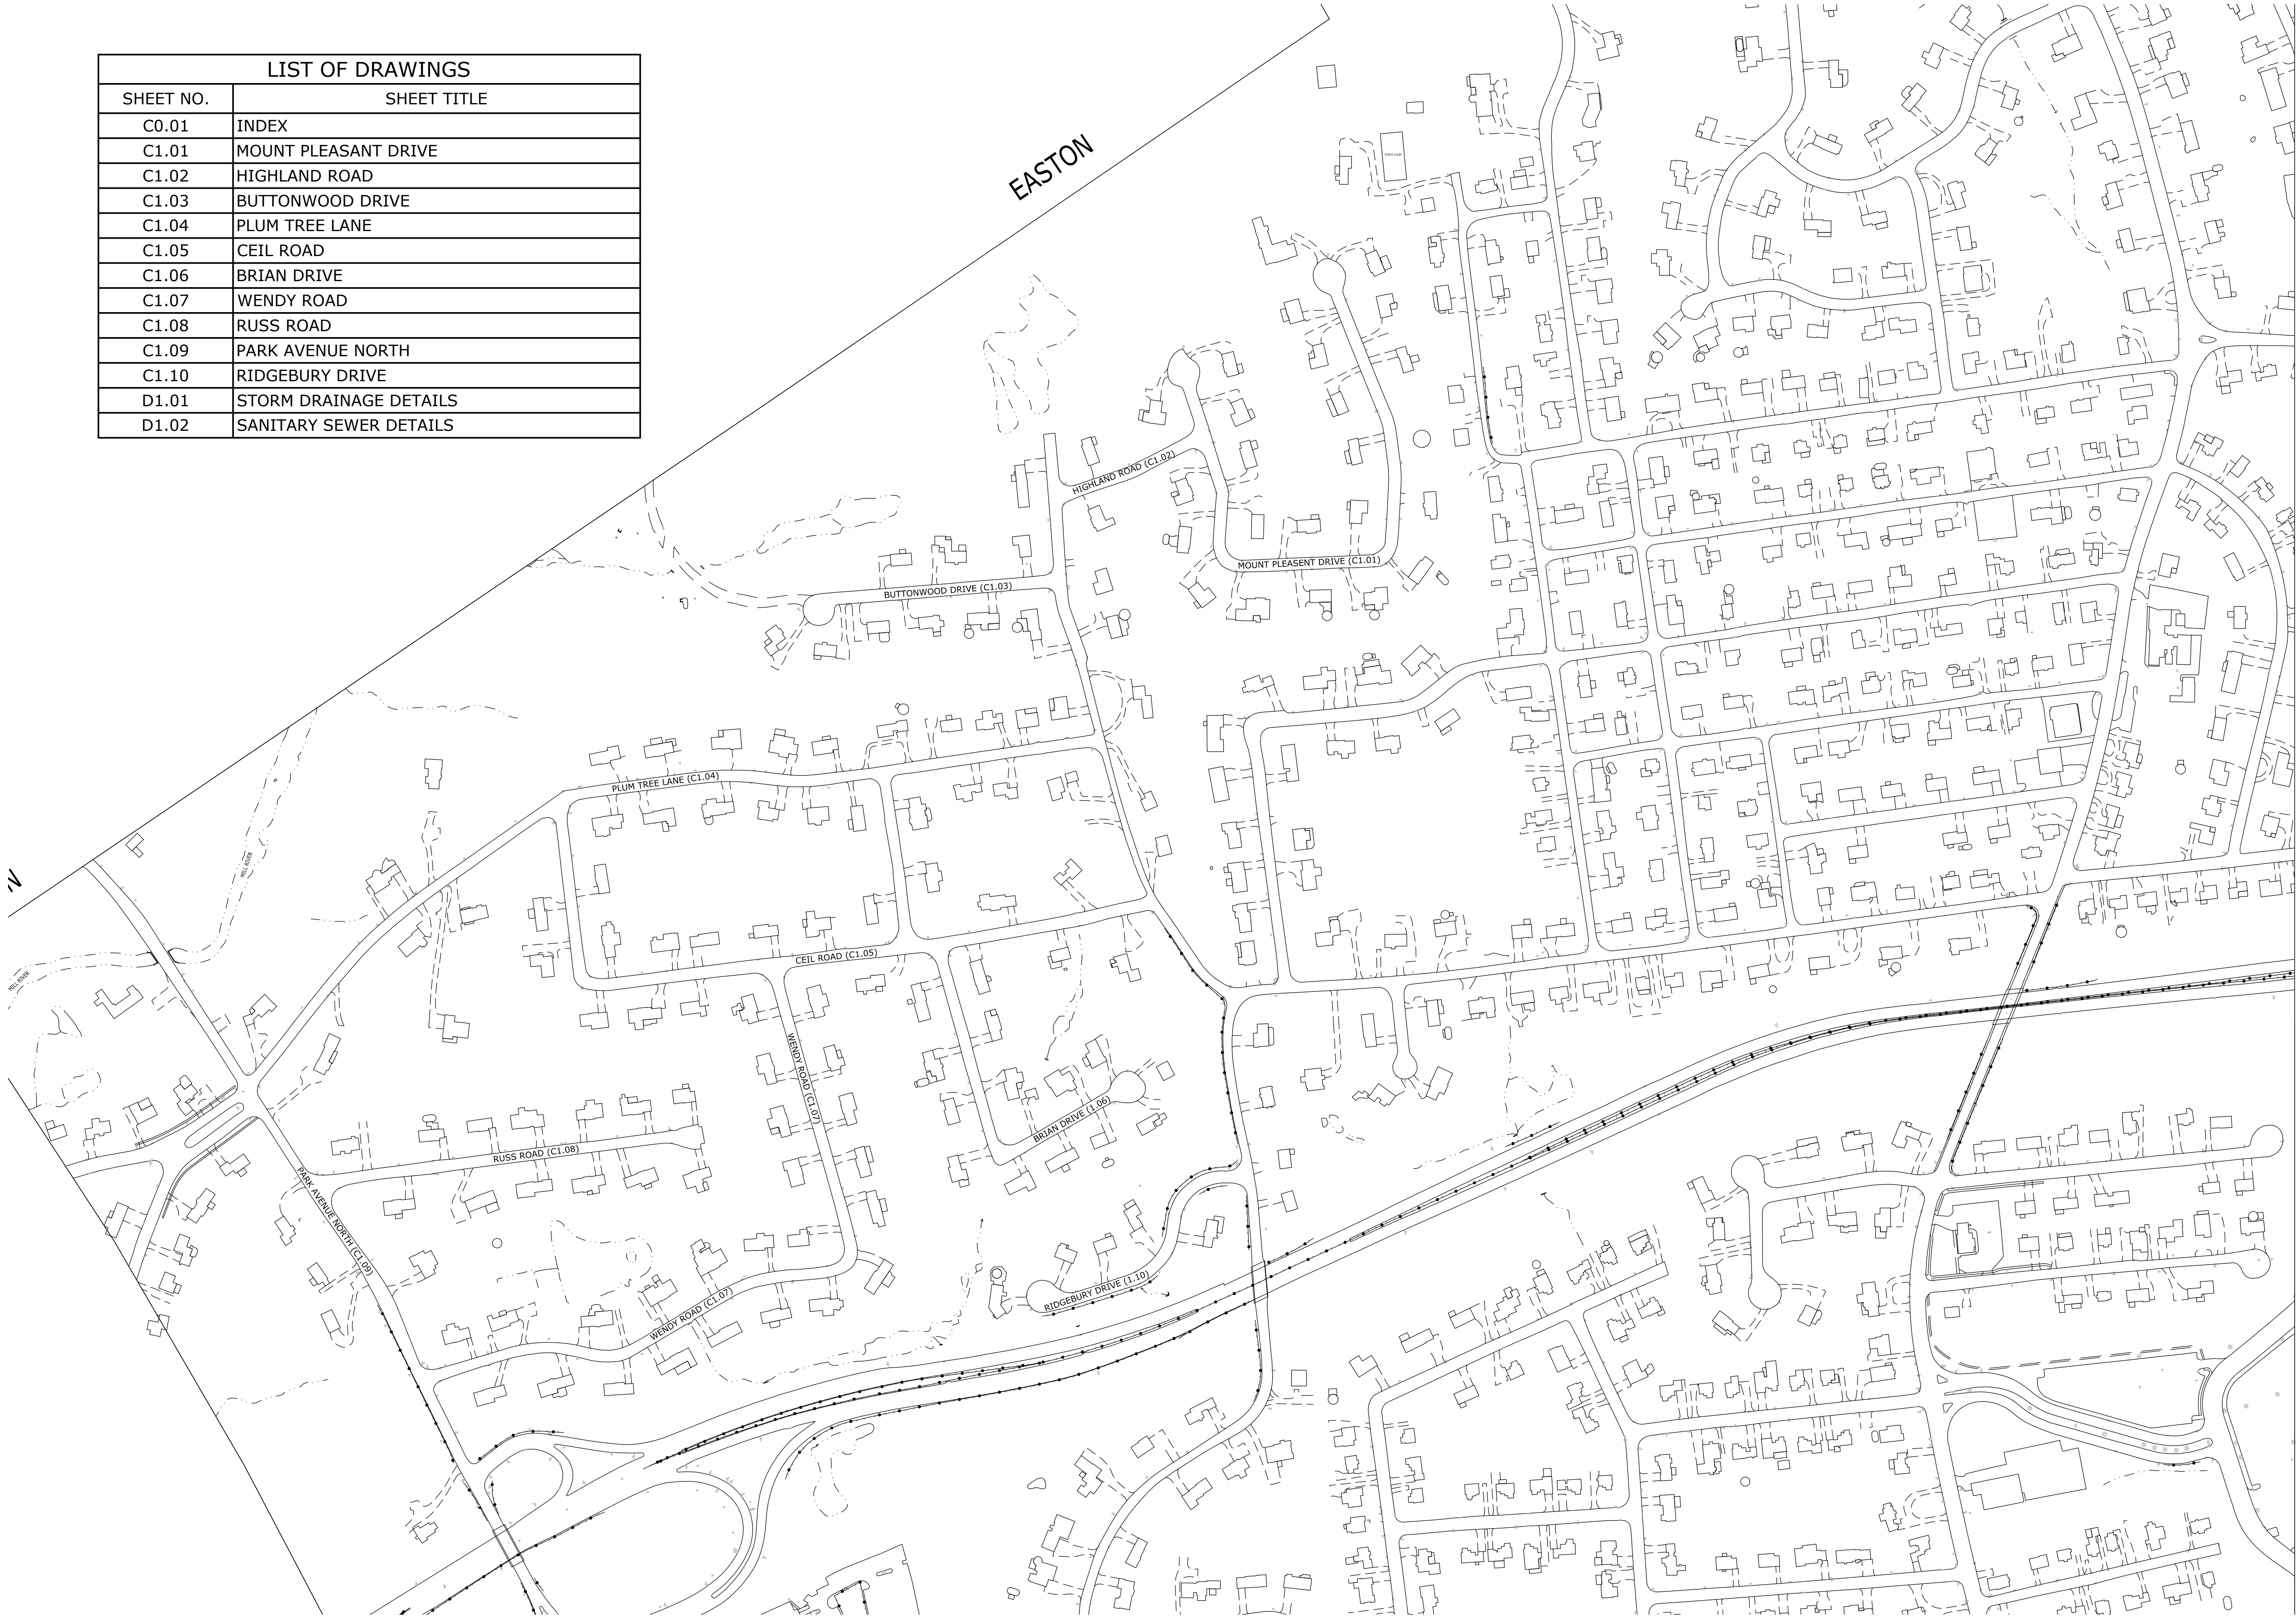 LIST OF DRAWINGS
SHEET NO. SHEET TITLE
C0.01 INDEX
C1.01 MOUNT PLEASANT DRIVE
C1.02 HIGHLAND ROAD
C1.03 BUTTONWOOD DRIVE
C1.04 PLUM TREE LANE
C1.05 CEIL ROAD
C1.06 BRIAN DRIVE
C1.07 WENDY ROAD
C1.08 RUSS ROAD
C1.09 PARK AVENUE NORTH
C1.10 RIDGEBURY DRIVE
D1.01 STORM DRAINAGE DETAILS
D1.02 SANITARY SEWER DETAILS
EASTON
HIGHLAND ROAD (C1.02)
MOUNT PLEASENT DRIVE (C1.01)
BUTTONWOOD DRIVE (C1.03)
PLUM TREE LANE (C1.04)
MILL RIVER
N
CEIL ROAD (C1.05)
MILL RIVER
WENDY ROAD (C1.07)
BRIAN DRIVE (1.06)
RUSS ROAD (C1.08)
PARK AVENUE NORTH (C1.09)
RIDGEBURY DRIVE (1.10)
WENDY ROAD (C1.07)